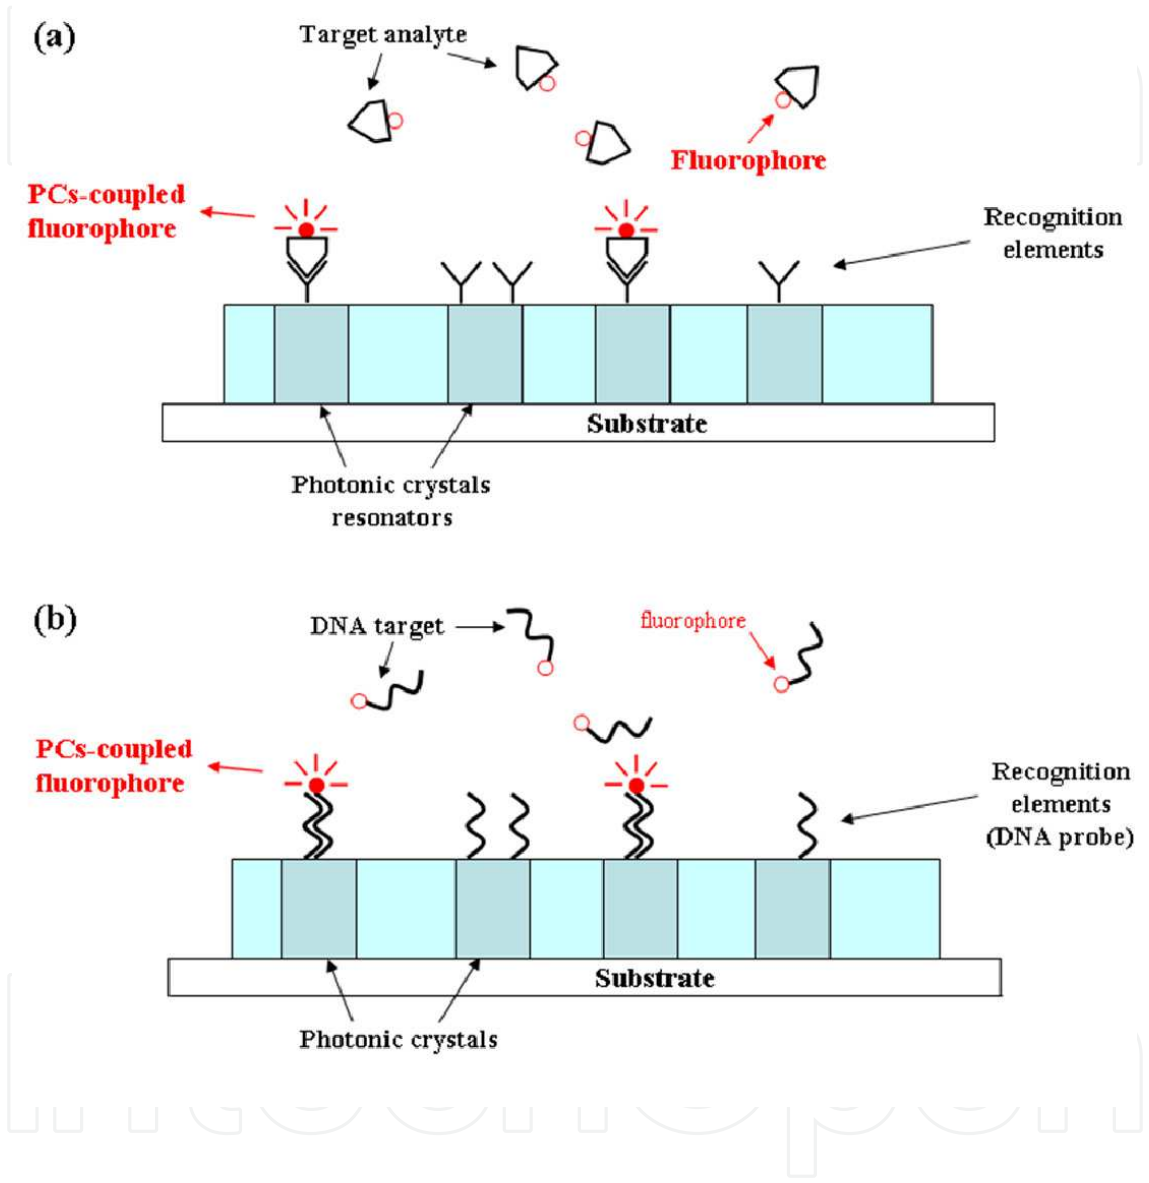 (a)
Target analyte
Fluorophore
PCs-coupled
fluorophore
Recognition
elements
Substrate
Photonic crystals
resonators
(b)
DNA target
fluorophore
PCs-coupled
fluorophore
Recognition
elements
(DNA probe)
Substrate
Photonic crystals
intechopen